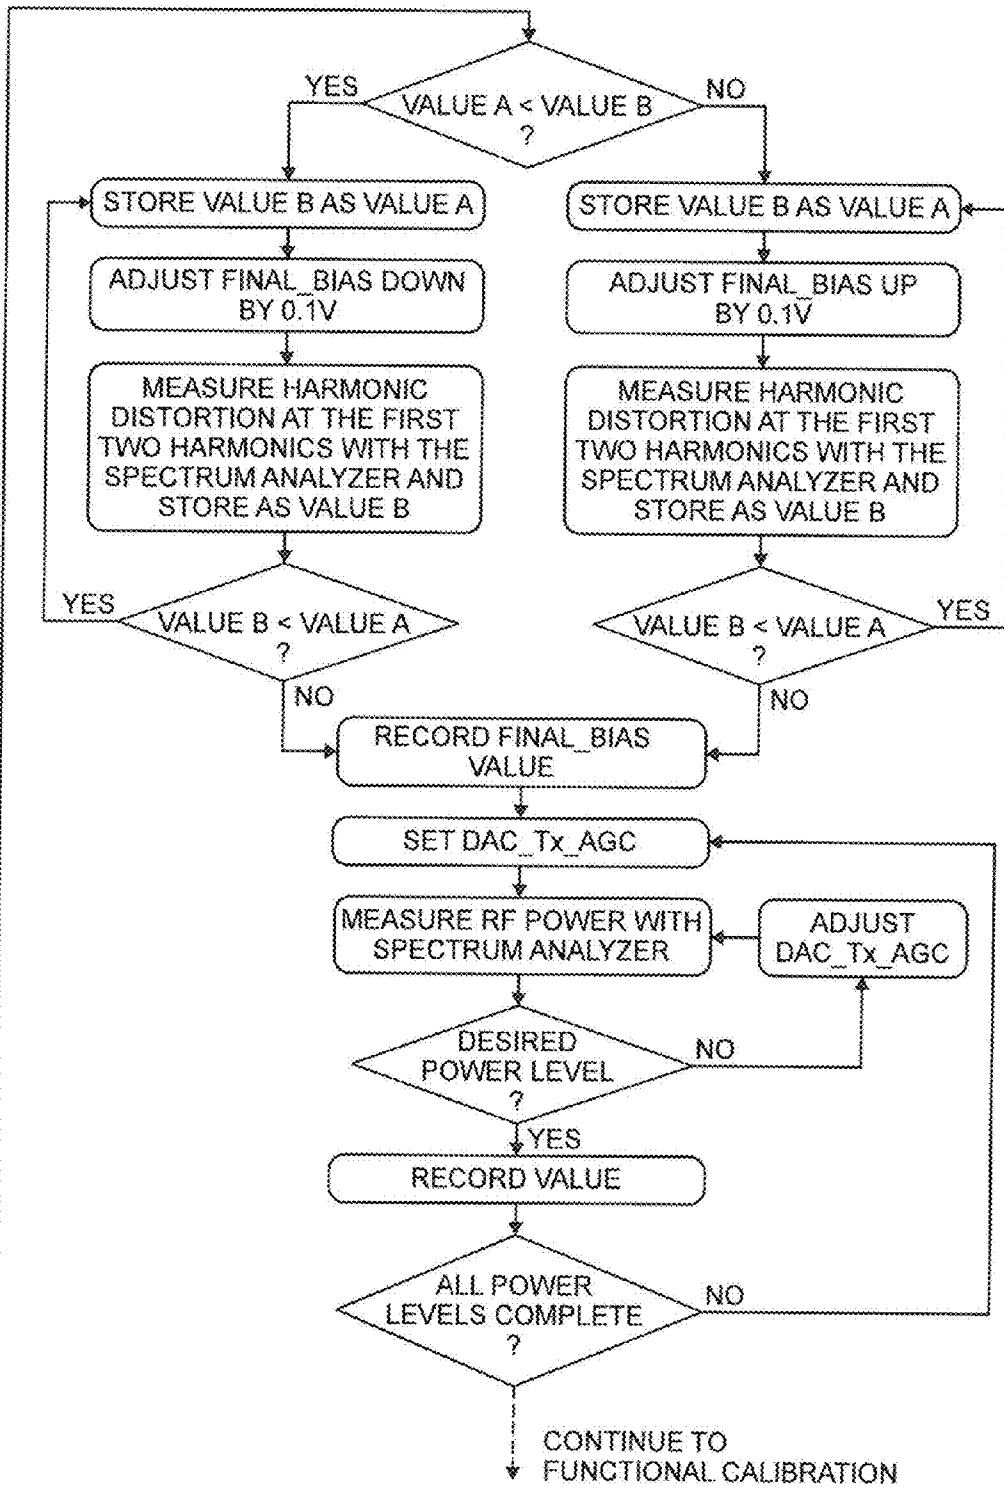 YES
NO
VALUE A < VALUE B
?
STORE VALUE B AS VALUE A
STORE VALUE B AS VALUE A
ADJUST FINAL_BIAS DOWN
BY 0.1V
ADJUST FINAL_BIAS UP
BY 0.1V
MEASURE HARMONIC
DISTORTION AT THE FIRST
TWO HARMONICS WITH THE
SPECTRUM ANALYZER AND
STORE AS VALUE B
MEASURE HARMONIC
DISTORTION AT THE FIRST
TWO HARMONICS WITH THE
SPECTRUM ANALYZER AND
STORE AS VALUE B
YES
VALUE B < VALUE A
?
NO
VALUE B < VALUE A
?
YES
NO
RECORD FINAL_BIAS
VALUE
SET DAC_Tx_AGC
MEASURE RF POWER WITH
SPECTRUM ANALYZER
ADJUST
DAC_Tx_AGC
DESIRED
POWER LEVEL
?
NO
YES
RECORD VALUE
ALL POWER
LEVELS COMPLETE
?
NO
CONTINUE TO
FUNCTIONAL CALIBRATION